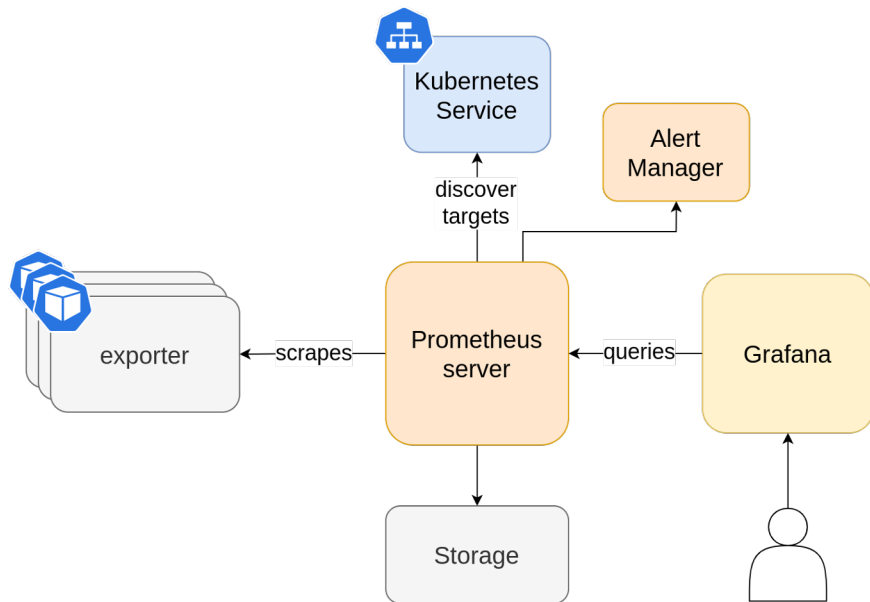 Kubernetes
Service
Alert
Manager
discover
targets
exporter
scrapes
Prometheus
server
queries
Grafana
Storage